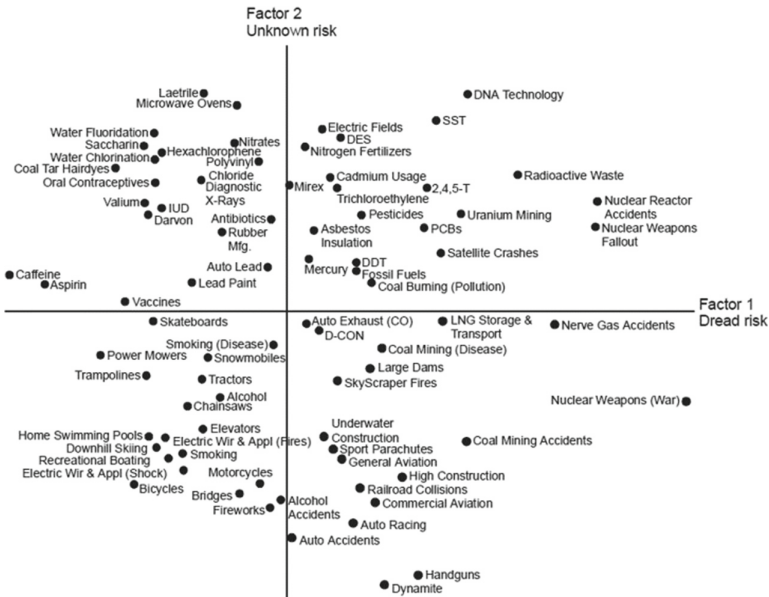 Factor 2
Unknown risk
Laetrile
Microwave Ovens
DNA Technology
SST
Water Fluoridation
Electric Fields
DES
Saccharin
Nitrates
Hexachlorophene
Nitrogen Fertilizers
Water Chlorination
Polyvinyl
Chloride
Coal Tar Hairdyes
Oral Contraceptives
Diagnostic
X-Rays
Mirex
Cadmium Usage
Trichloroethylene
2,4,5-T
Radioactive Waste
Valium
IUD
Darvon
Antibiotics
Rubber
Mfg.
Pesticides
Uranium Mining
Nuclear Reactor
Accidents
Asbestos
Insulation
PCBs
Nuclear Weapons
Fallout
Satellite Crashes
Auto Lead
Mercury
DDT
Fossil Fuels
Caffeine
Aspirin
Lead Paint
Coal Burning (Pollution)
Vaccines
Factor 1
Dread risk
Skateboards
Auto Exhaust (CO)
D-CON
LNG Storage &
Transport
Nerve Gas Accidents
Smoking (Disease)
Coal Mining (Disease)
Power Mowers
Snowmobiles
Trampolines
Tractors
Large Dams
SkyScraper Fires
Alcohol
Chainsaws
Nuclear Weapons (War)
Elevators
Underwater
Construction
Home Swimming Pools
Electric Wir & Appl (Fires)
Coal Mining Accidents
Downhill Skiing
Smoking
Sport Parachutes
Recreational Boating
General Aviation
Electric Wir & Appl (Shock)
Motorcycles
High Construction
Bicycles
Bridges
Railroad Collisions
Alcohol
Accidents
Commercial Aviation
Fireworks
Auto Racing
Auto Accidents
Handguns
Dynamite